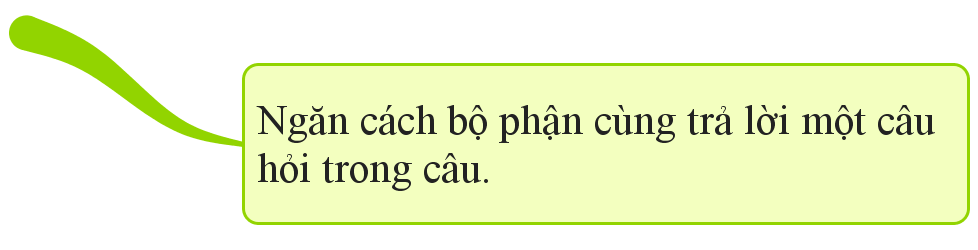 Ngăn cách bộ phận cùng trả lời một câu
hỏi trong câu.